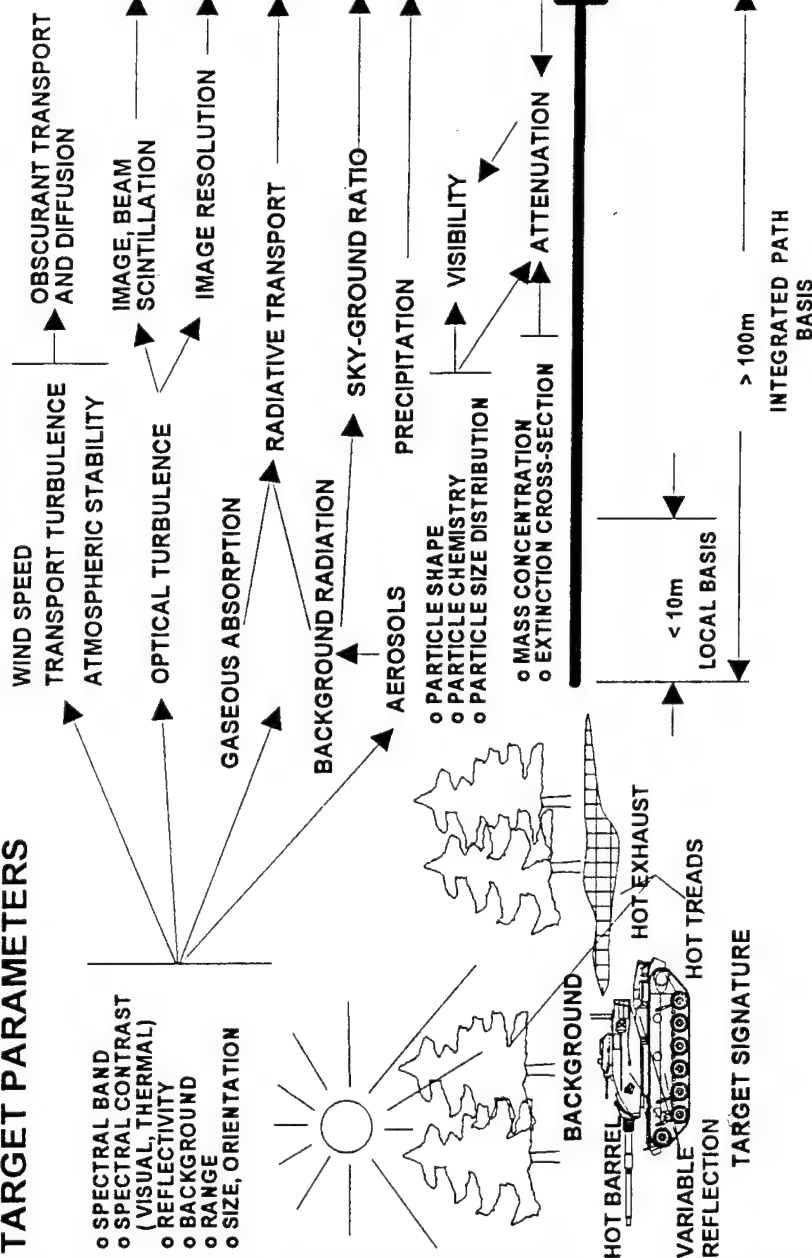 TARGET PARAMETERS
o SPECTRAL BAND
o SPECTRAL CONTRAST
(VISUAL, THERMAL)
o REFLECTIVITY
o BACKGROUND
o RANGE
o SIZE, ORIENTATION
WIND SPEED
TRANSPORT TURBULENCE
ATMOSPHERIC STABILITY
OBSCURANT TRANSPORT
AND DIFFUSION
OPTICAL TURBULENCE
IMAGE, BEAM
SCINTILLATION
IMAGE RESOLUTION
GASEOUS ABSORPTION
RADIATIVE TRANSPORT
BACKGROUND RADIATION
SKY-GROUND RATIO
AEROSOLS
PRECIPITATION
o PARTICLE SHAPE
o PARTICLE CHEMISTRY
o PARTICLE SIZE DISTRIBUTION
VISIBILITY
o MASS CONCENTRATION
o EXTINCTION CROSS-SECTION
ATTENUATION
BACKGROUND
HOT BARREL
HOT EXHAUST
HOT TREADS
VARIABLE
REFLECTION
TARGET SIGNATURE
< 10m
LOCAL BASIS
> 100m
INTEGRATED PATH
BASIS